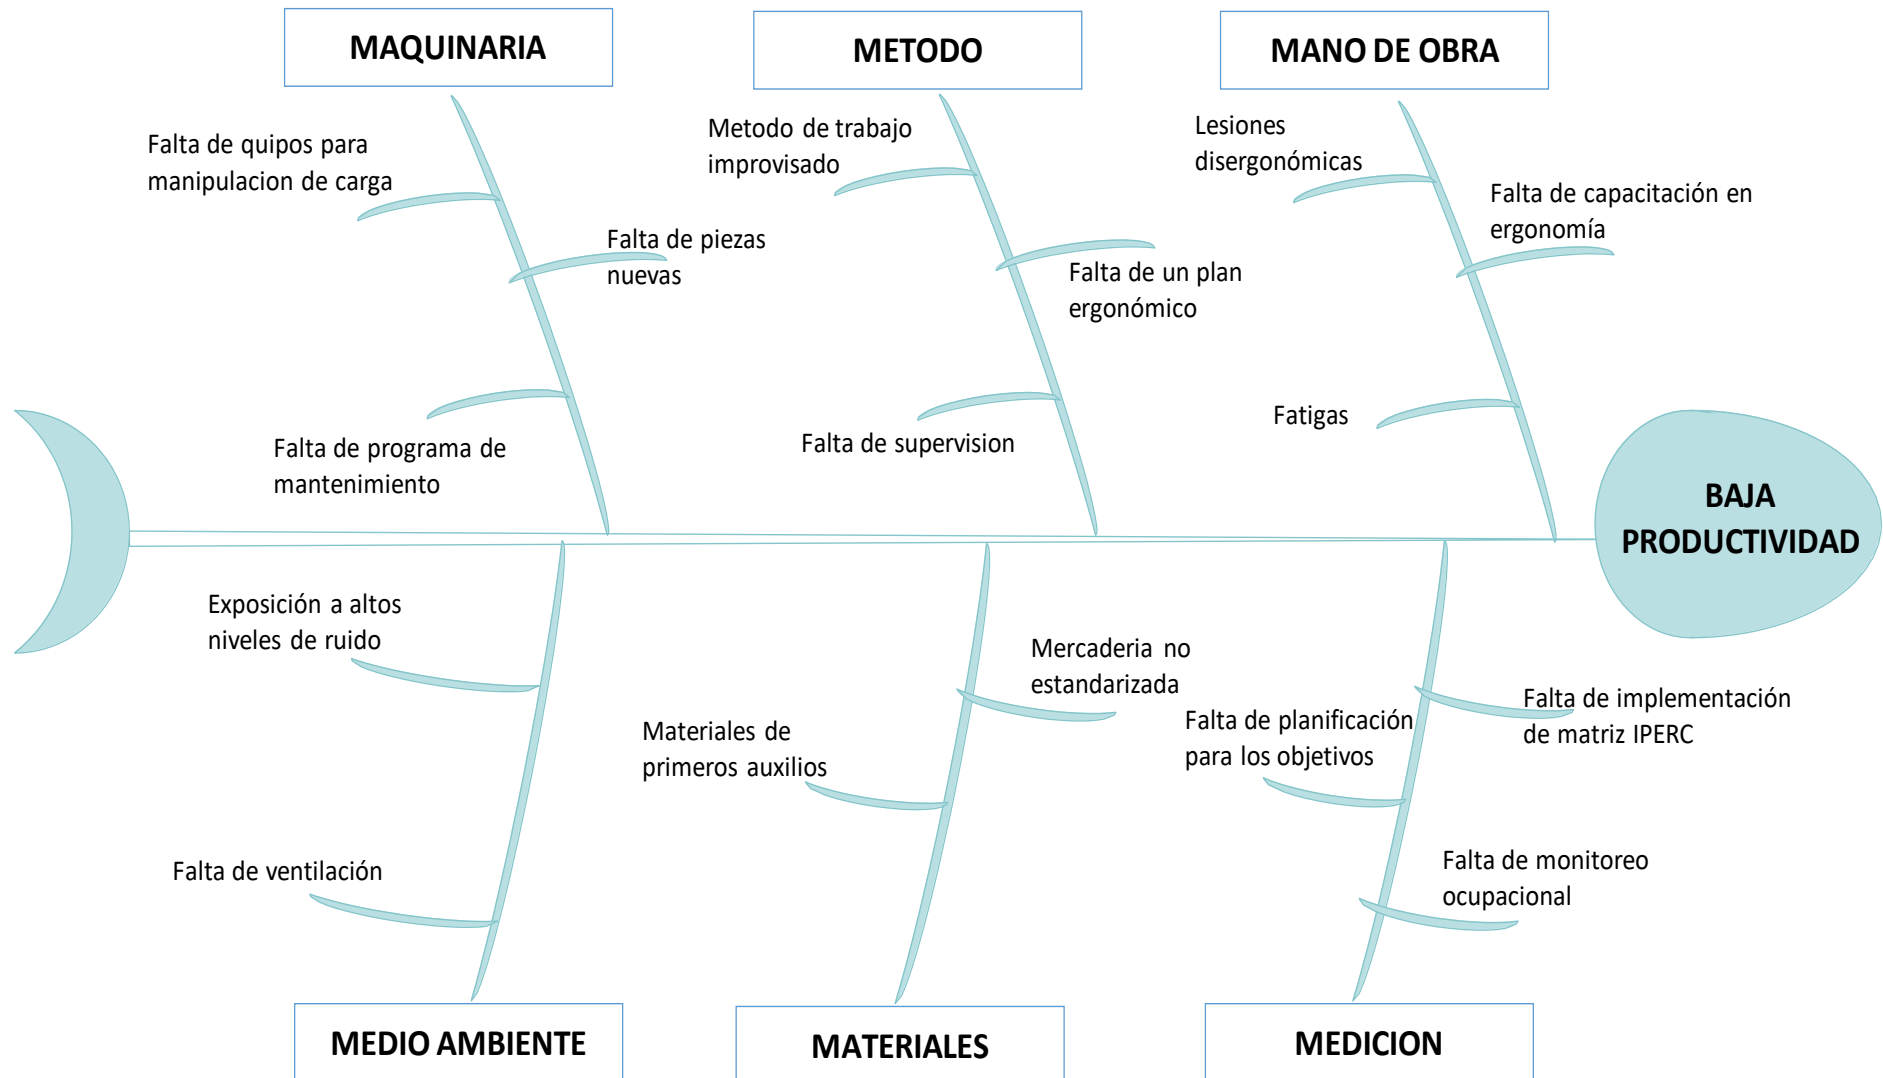 MAQUINARIA
METODO
MANO DE OBRA
Falta de quipos para
manipulacion de carga
Falta de piezas
nuevas
Falta de programa de
mantenimiento
Metodo de trabajo
improvisado
Falta de un plan
ergonómico
Falta de supervision
Lesiones
disergonómicas
Falta de capacitación en
ergonomía
Fatigas
BAJA
PRODUCTIVIDAD
Exposición a altos
niveles de ruido
Falta de ventilación
Mercaderia no
estandarizada
Materiales de
primeros auxilios
Falta de implementación
de matriz IPERC
Falta de planificación
para los objetivos
Falta de monitoreo
ocupacional
MEDIO AMBIENTE
MATERIALES
MEDICION